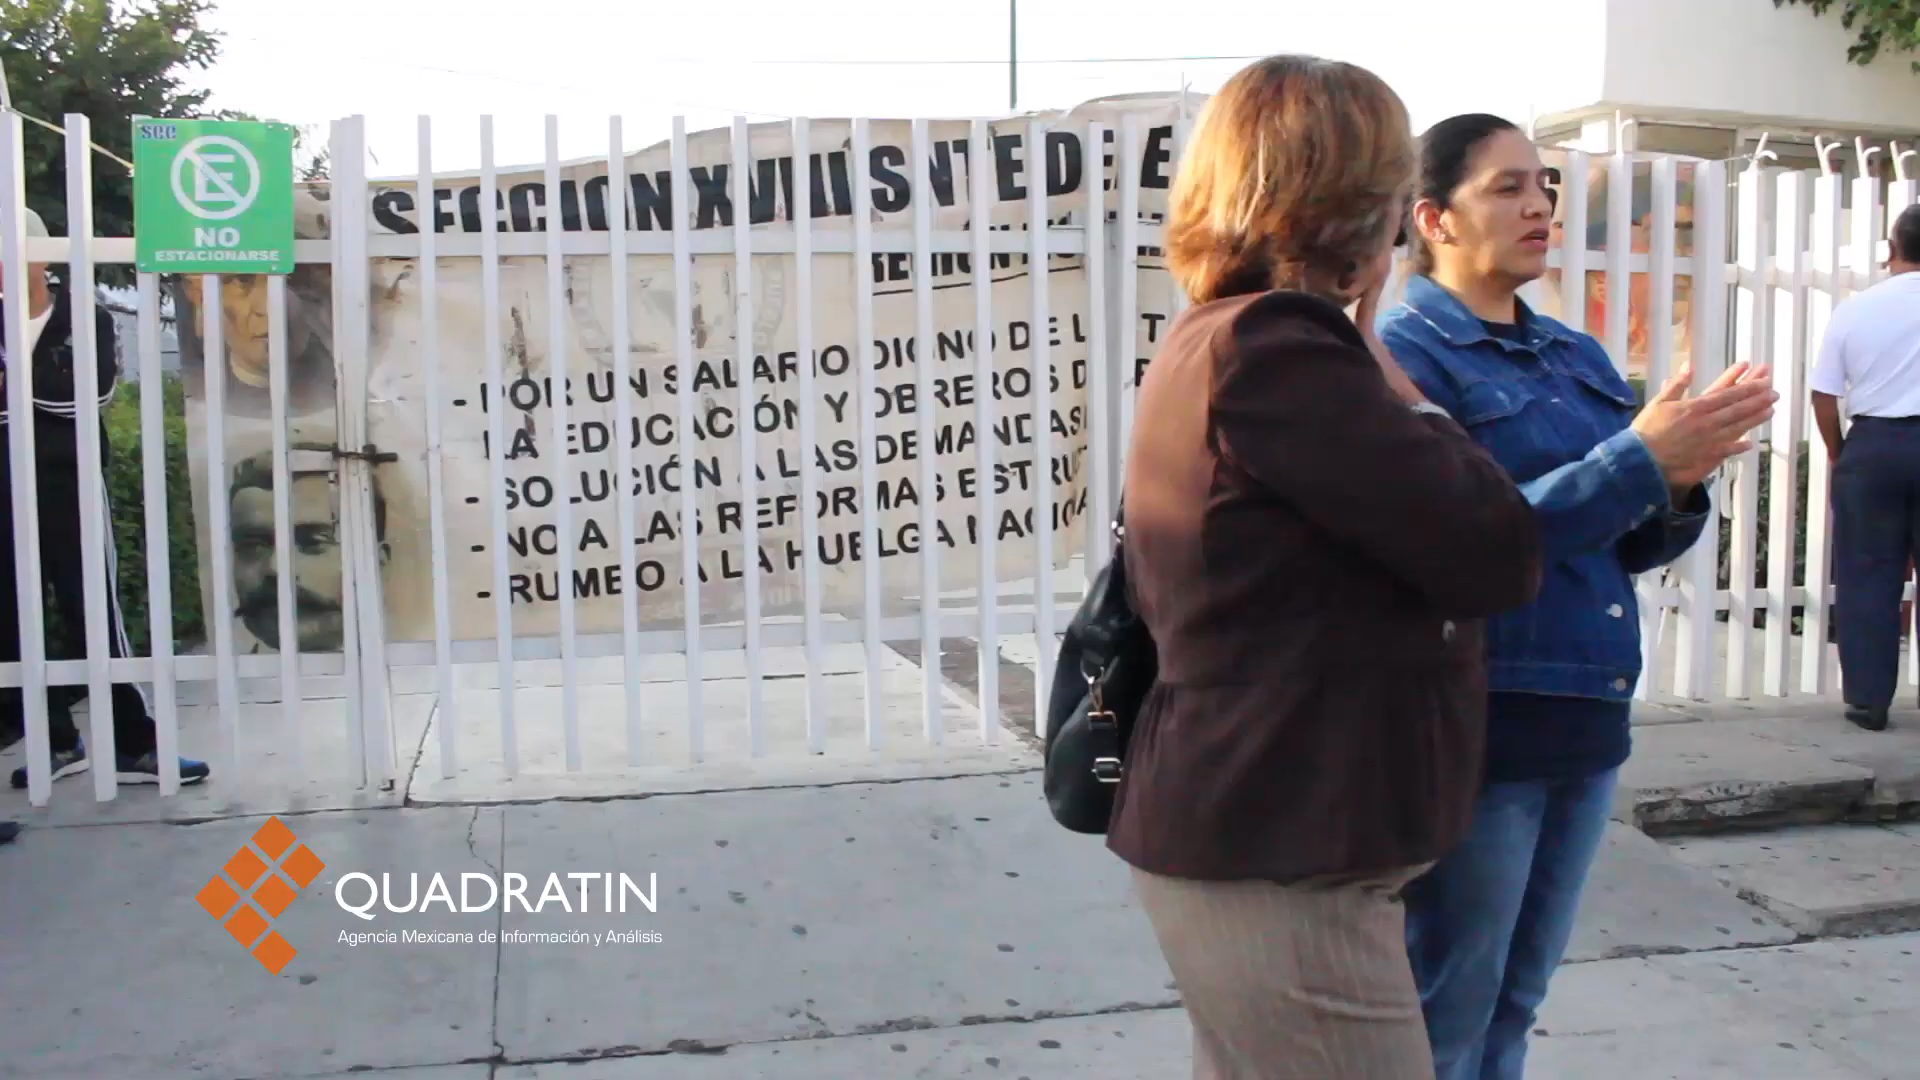 SCC
E
NO
ESTACIONARSE
SECCION XVIII SNTE DE
REGIÓN
- POR UN SALARIO DIGNO DE L
LA EDUCACIÓN Y OBREROS D
- SOLUCIÓN A LAS DEMANDAS
- NO A LAS REFORMAS
- RUMBO A LA HUELGA
QUADRATIN
Agencia Mexicana de Información y Análisis